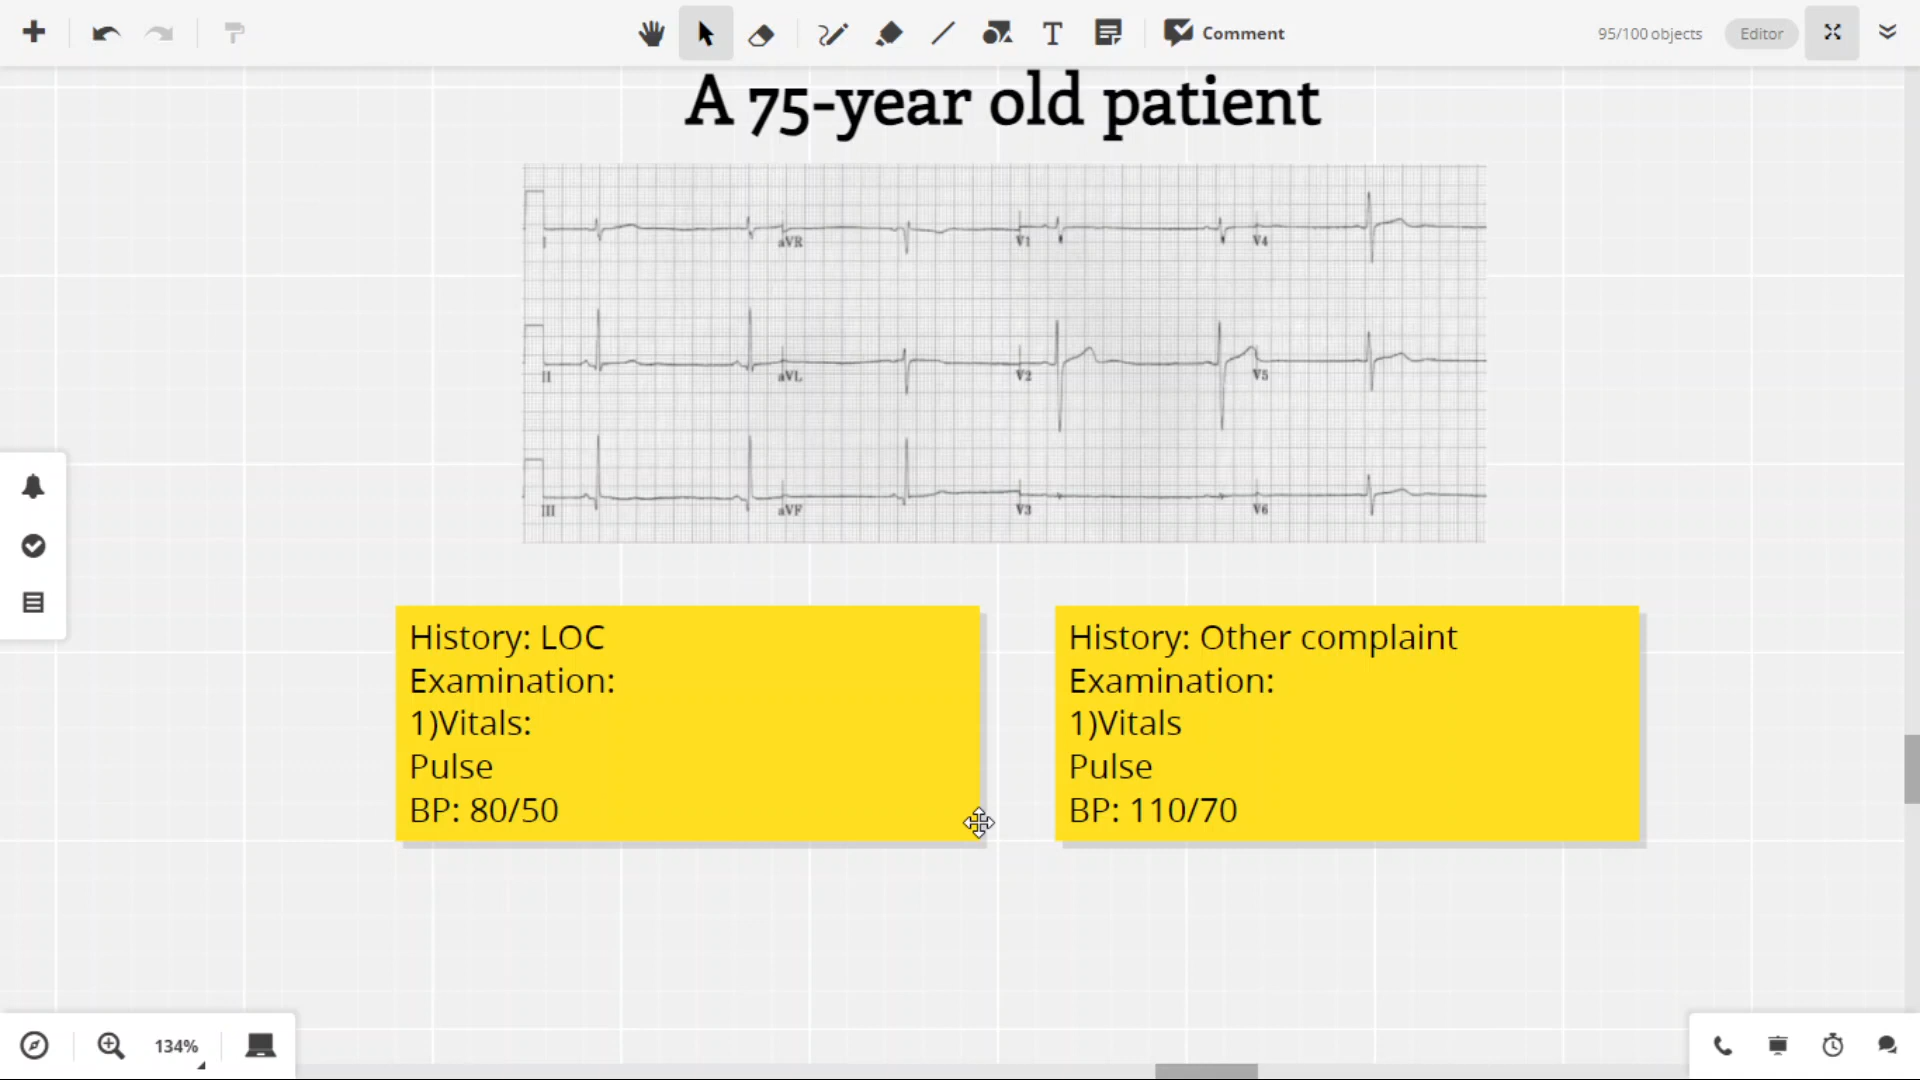 Comment
95/100 objects
Editor
A 75-year old patient
I
aVR
V1
V4
II
aVL
V2
V5
III
aVF
V3
V6
History: LOC
Examination:
1)Vitals:
Pulse
BP: 80/50
History: Other complaint
Examination:
1)Vitals
Pulse
BP: 110/70
134%